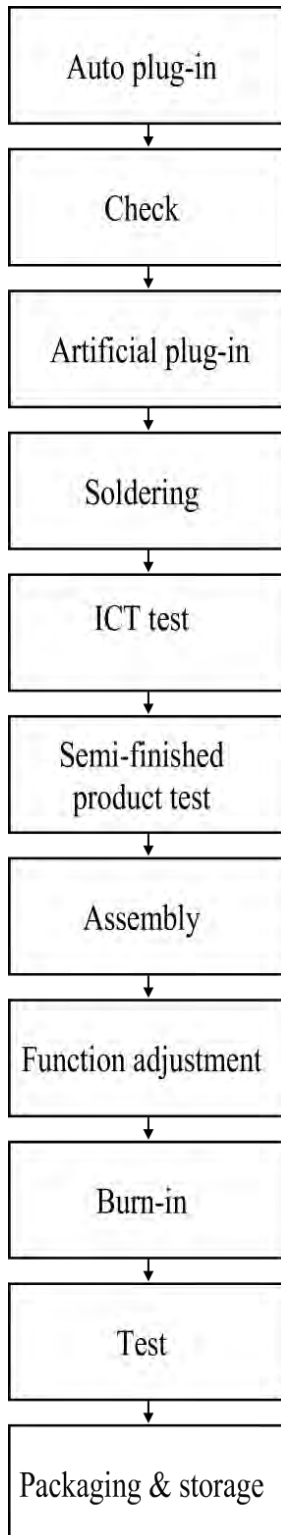 Auto plug-in
Check
Artificial plug-in
Soldering
ICT test
Semi-finished
product test
Assembly
Function adjustment
Burn-in
Test
Packaging & storage